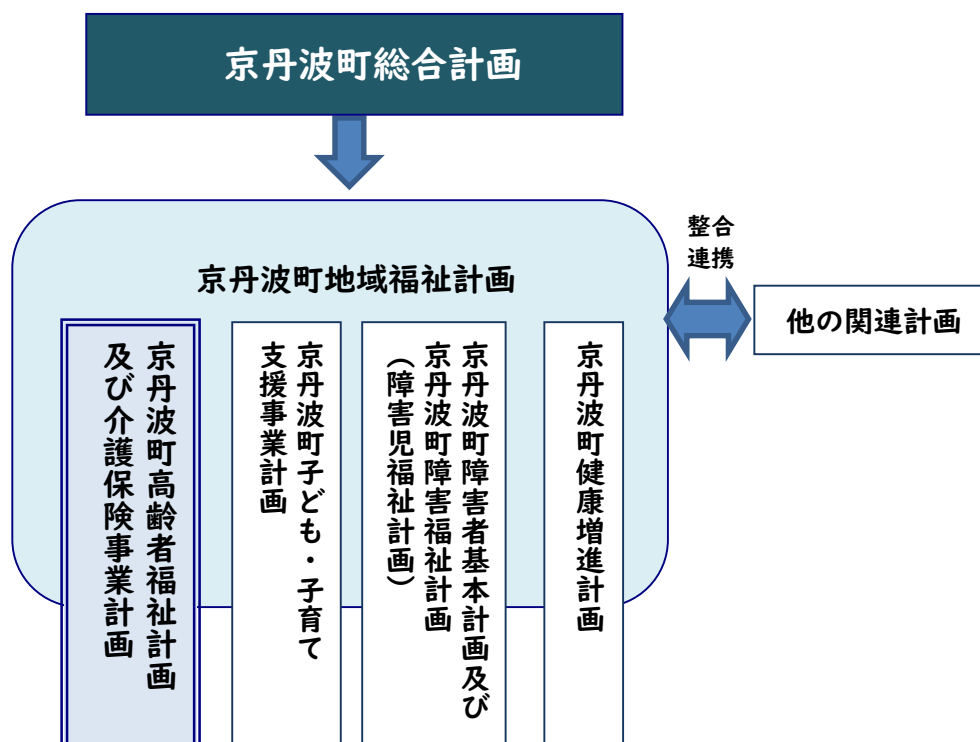 京丹波町総合計画
京丹波町地域福祉計画
整合
連携
他の関連計画
京丹波町高齢者福祉計画
及び介護保険事業計画
京丹波町子ども・子育て
支援事業計画
京丹波町障害者基本計画及び
京丹波町障害福祉計画
（障害児福祉計画）
京丹波町健康増進計画